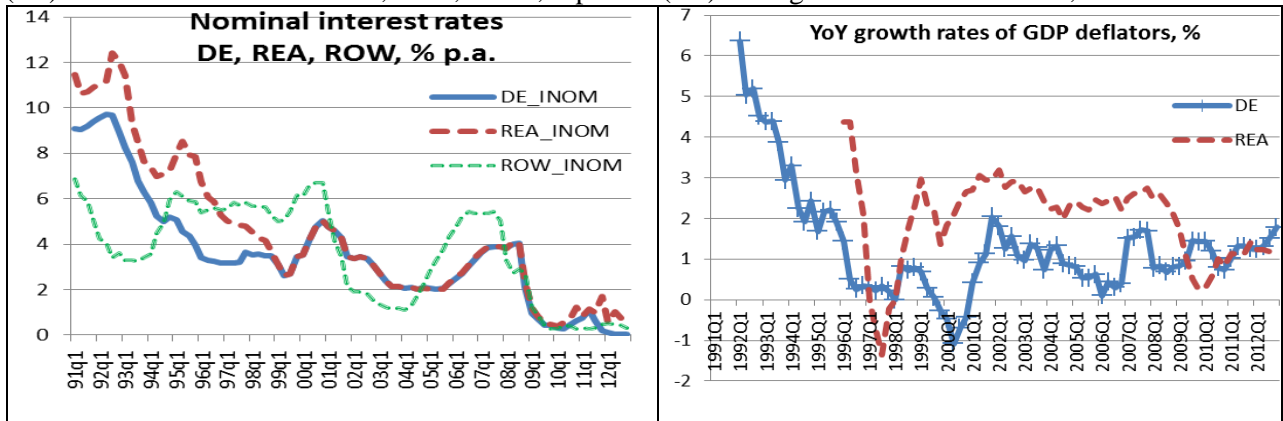 Nominal interest rates
DE, REA, ROW, % p.a.
DE_INOM
REA_INOM
ROW_INOM
14
12
10
8
6
4
2
0
91q1
92q1
93q1
94q1
95q1
96q1
97q1
98q1
99q1
00q1
01q1
02q1
03q1
04q1
05q1
06q1
07q1
08q1
09q1
10q1
11q1
12q1
YoY growth rates of GDP deflators, %
DE
REA
7
6
5
4
3
2
1
0
-1
-2
1991Q1
1992Q1
1993Q1
1994Q1
1995Q1
1996Q1
1997Q1
1998Q1
1999Q1
2000Q1
2001Q1
2002Q1
2003Q1
2004Q1
2005Q1
2006Q1
2007Q1
2008Q1
2009Q1
2010Q1
2011Q1
2012Q1